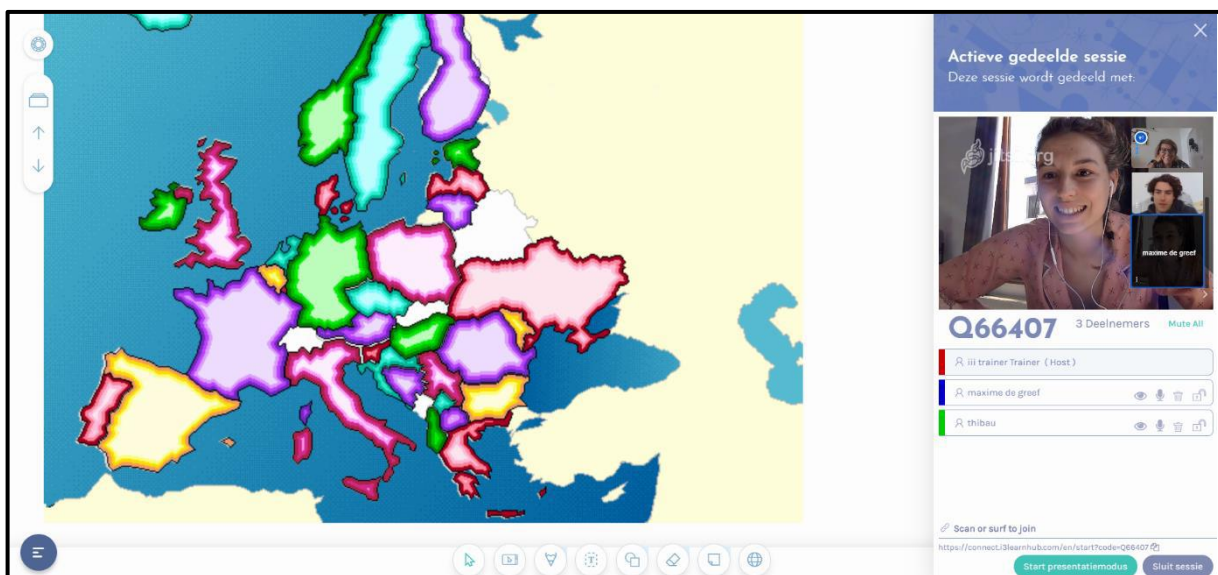 Actieve gedeelde sessie
Deze sessie wordt gedeeld met:
maxime de greef
Q66407
3 Deelnemers
Mute All
iii trainer Trainer ( Host )
maxime de greef
thibau
Scan or surf to join
https://connect.i3learnhub.com/en/start?code=Q66407
Start presentatiemodus
Sluit sessie